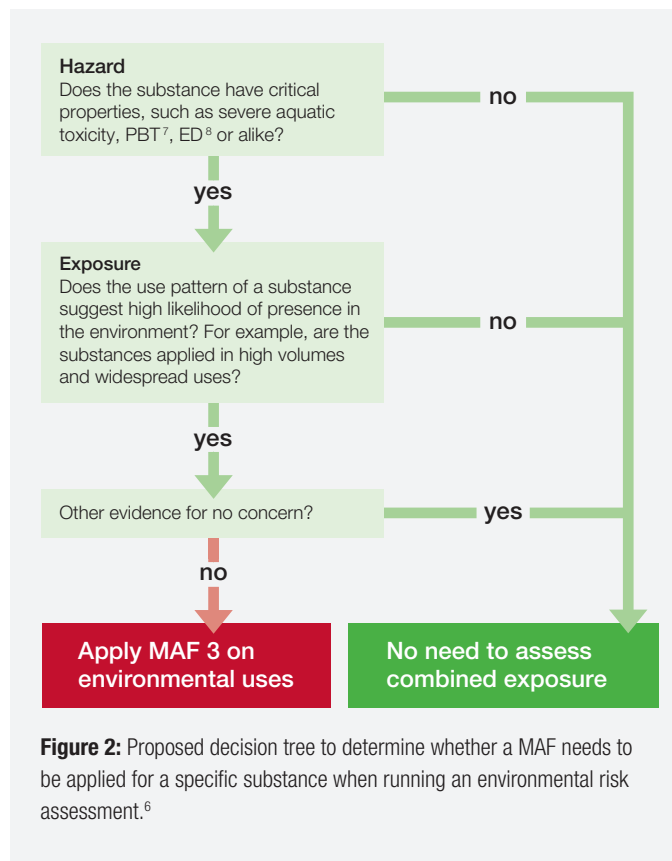 Hazard
Does the substance have critical
properties, such as severe aquatic
toxicity, PBT⁷, ED⁸ or alike?
no
yes
Exposure
Does the use pattern of a substance
suggest high likelihood of presence in
the environment? For example, are the
substances applied in high volumes
and widespread uses?
no
yes
Other evidence for no concern?
yes
no
Apply MAF 3 on
environmental uses
No need to assess
combined exposure
Figure 2: Proposed decision tree to determine whether a MAF needs to
be applied for a specific substance when running an environmental risk
assessment.⁶